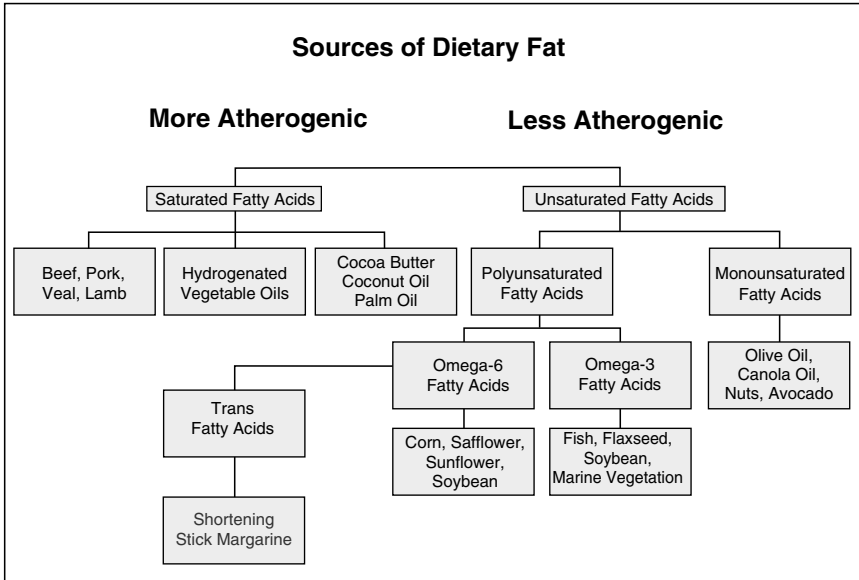 Sources of Dietary Fat
More Atherogenic
Less Atherogenic
Saturated Fatty Acids
Unsaturated Fatty Acids
Beef, Pork,
Veal, Lamb
Hydrogenated
Vegetable Oils
Cocoa Butter
Coconut Oil
Palm Oil
Polyunsaturated
Fatty Acids
Monounsaturated
Fatty Acids
Omega-6
Fatty Acids
Omega-3
Fatty Acids
Olive Oil,
Canola Oil,
Nuts, Avocado
Trans
Fatty Acids
Corn, Safflower,
Sunflower,
Soybean
Fish, Flaxseed,
Soybean,
Marine Vegetation
Shortening
Stick Margarine